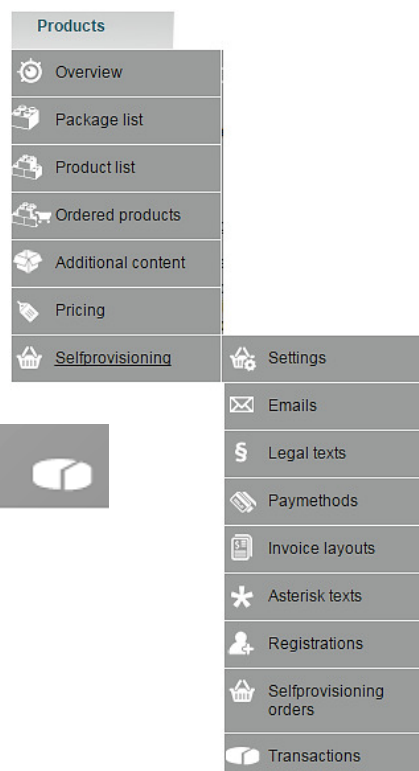 Products
Overview
Package list
Product list
Ordered products
Additional content
Pricing
Selfprovisioning
Settings
Emails
§ Legal texts
Paymethods
Invoice layouts
Asterisk texts
Registrations
Selfprovisioning
orders
Transactions